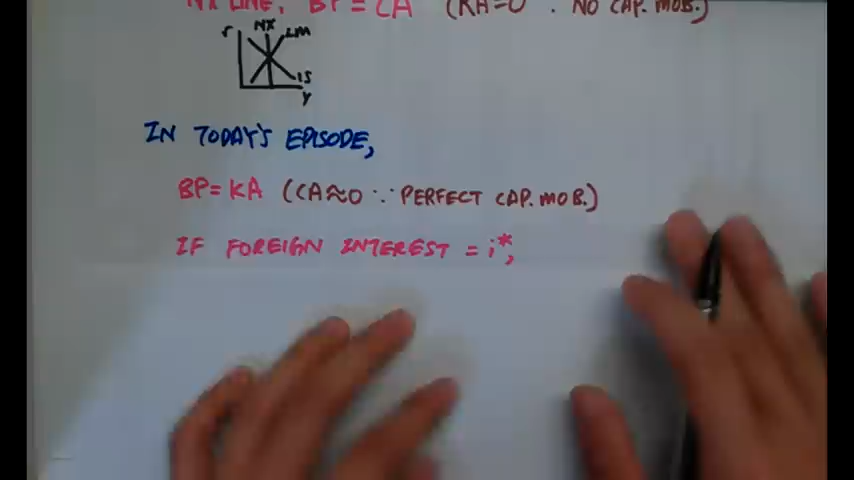 NX LINE, BP = CA (KA=0 ∵ NO CAP. MOB.)
NX
LM
r
IS
Y
IN TODAY'S EPISODE,
BP= KA (CA≈0 ∵ PERFECT CAP. MOB.)
IF FOREIGN INTEREST = i*,